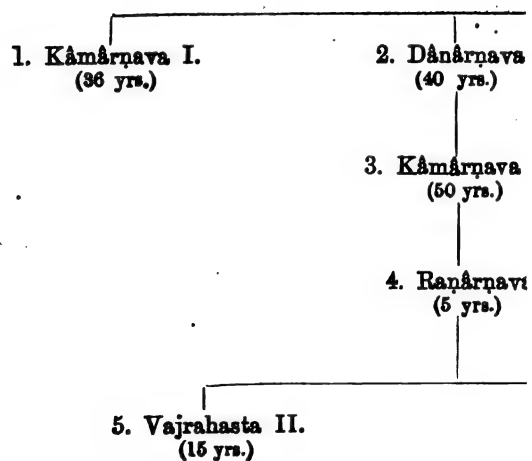 1. Kâmârṇava I. 2. Dânârṇava
(36 yrs.) (40 yrs.)
3. Kâmârṇava
(50 yrs.)
4. Raṇârṇava
(5 yrs.)
5. Vajrahasta II.
(15 yrs.)